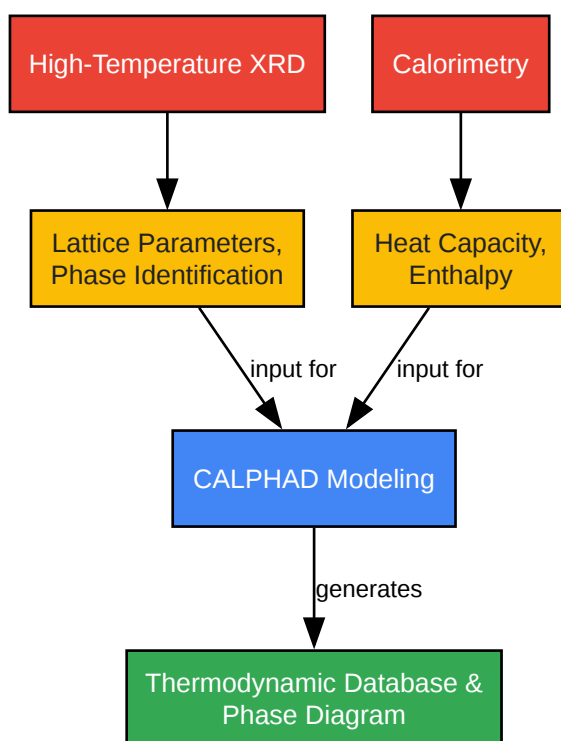 High-Temperature XRD
Calorimetry
Lattice Parameters,
Phase Identification
Heat Capacity,
Enthalpy
input for
input for
CALPHAD Modeling
generates
Thermodynamic Database &
Phase Diagram